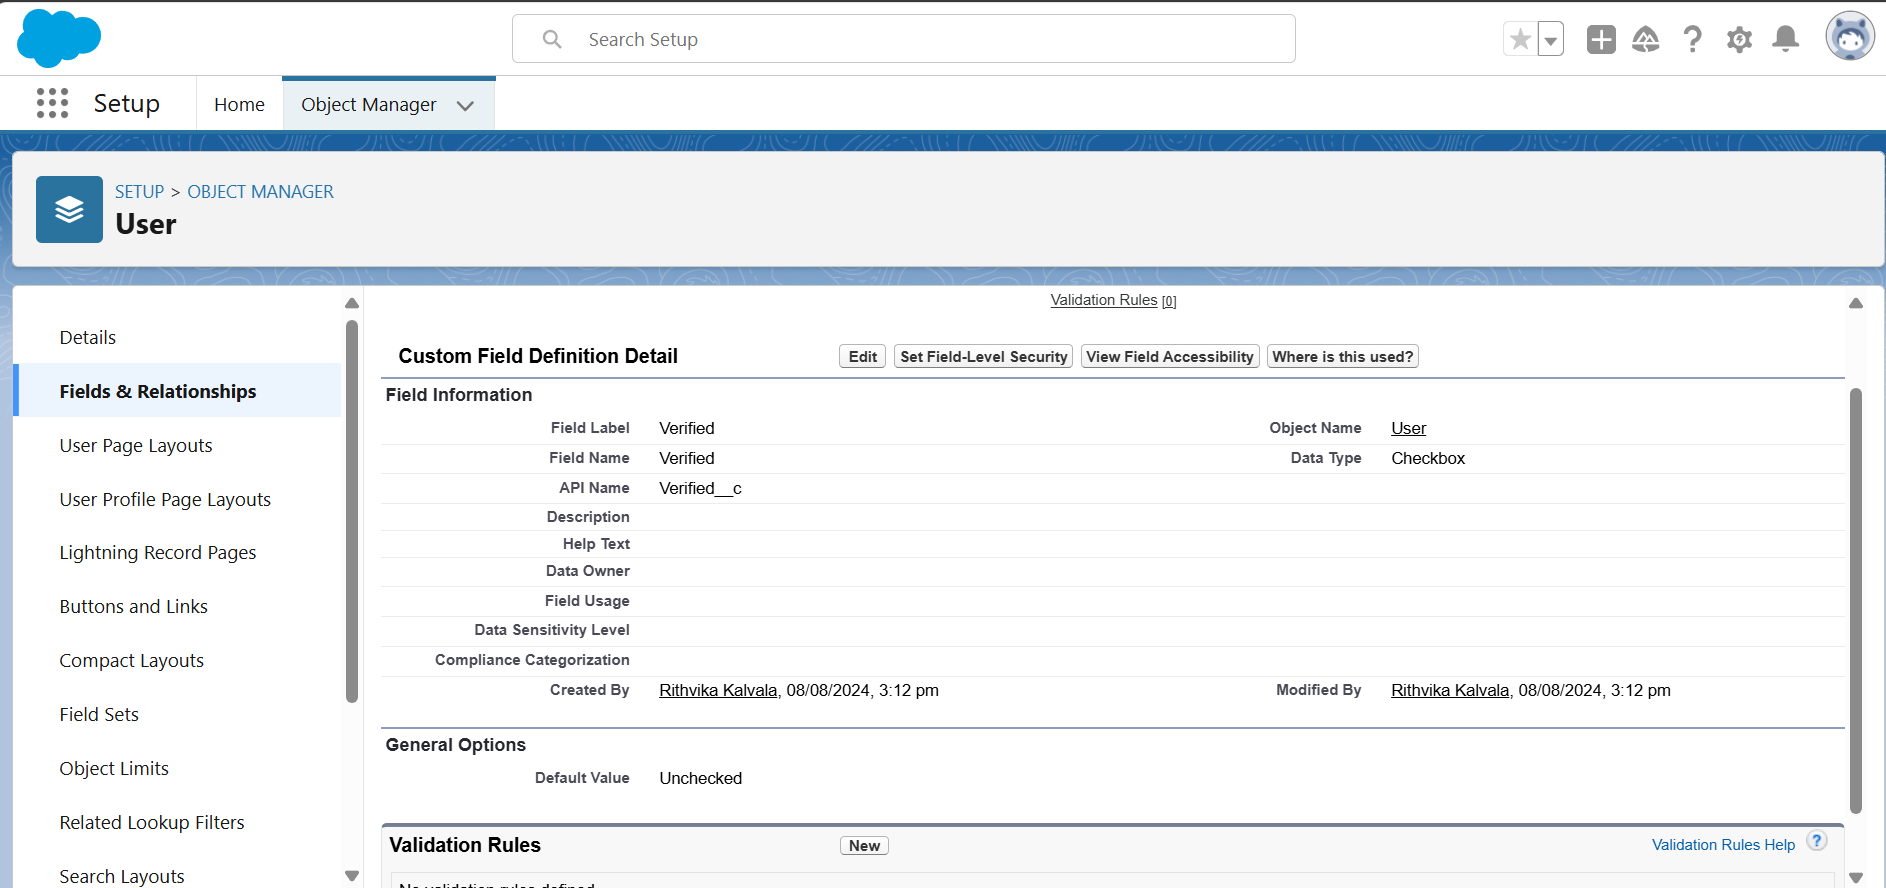 Search Setup
Setup
Home
Object Manager
SETUP > OBJECT MANAGER
User
Details
Fields & Relationships
User Page Layouts
User Profile Page Layouts
Lightning Record Pages
Buttons and Links
Compact Layouts
Field Sets
Object Limits
Related Lookup Filters
Search Layouts
Validation Rules [0]
Custom Field Definition Detail
Edit
Set Field-Level Security
View Field Accessibility
Where is this used?
Field Information
Field Label Verified Object Name User
Field Name Verified Data Type Checkbox
API Name Verified__c
Description
Help Text
Data Owner
Field Usage
Data Sensitivity Level
Compliance Categorization
Created By Rithvika Kalvala, 08/08/2024, 3:12 pm Modified By Rithvika Kalvala, 08/08/2024, 3:12 pm
General Options
Default Value Unchecked
Validation Rules New Validation Rules Help ?
No validation rules defined